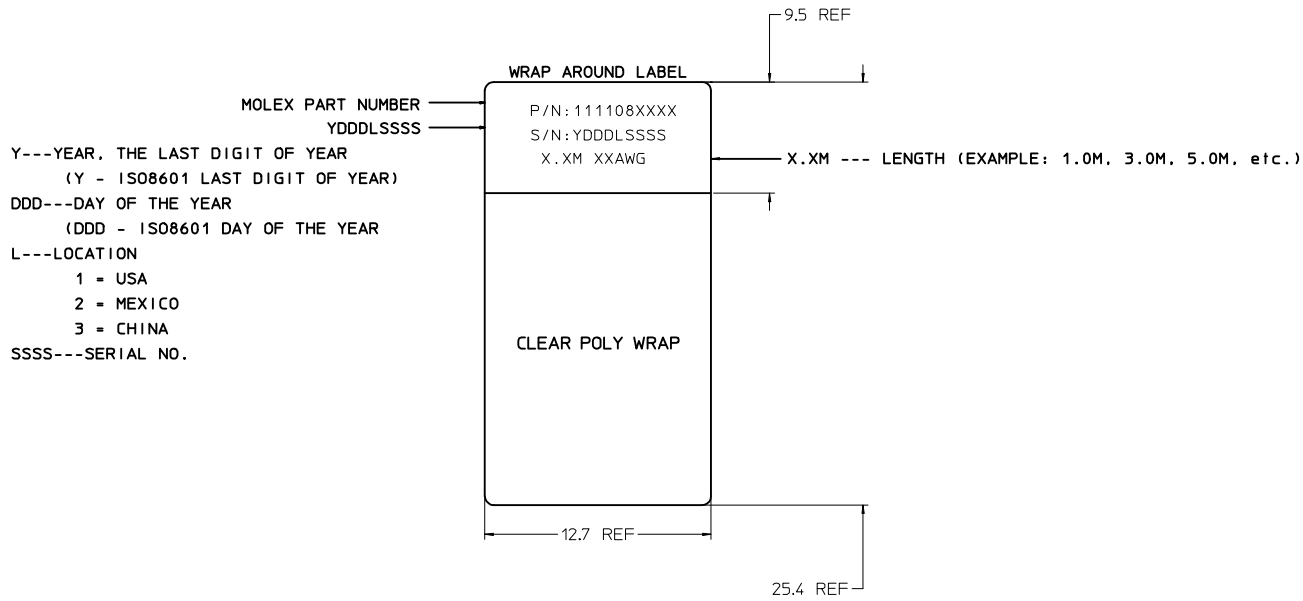 9.5 REF
WRAP AROUND LABEL
MOLEX PART NUMBER
P/N:111108XXXX
YDDDLSSSS
S/N:YDDDLSSSS
Y---YEAR, THE LAST DIGIT OF YEAR
X.XM XXAWG
X.XM --- LENGTH (EXAMPLE: 1.0M, 3.0M, 5.0M, etc.)
(Y - ISO8601 LAST DIGIT OF YEAR)
DDD---DAY OF THE YEAR
(DDD - ISO8601 DAY OF THE YEAR
L---LOCATION
1 = USA
2 = MEXICO
3 = CHINA
SSSS---SERIAL NO.
CLEAR POLY WRAP
12.7 REF
25.4 REF